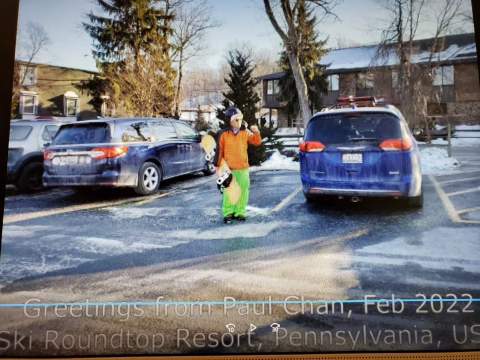 Greetings from Paul Chan, Feb 2022
Ski Roundtop Resort, Pennsylvania, US